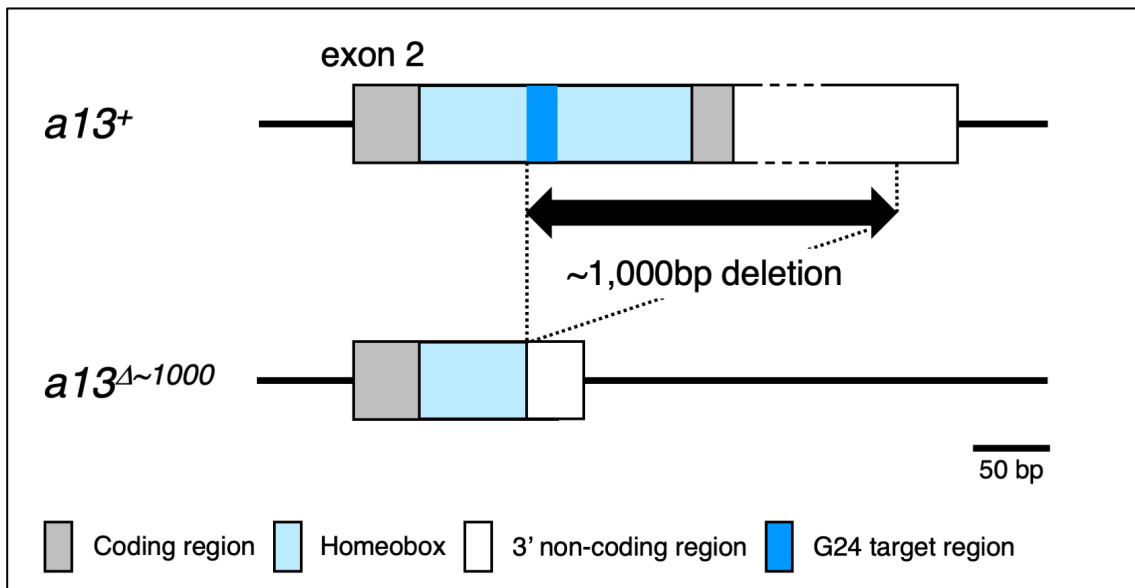 exon 2
a13+
~1,000bp deletion
a13Δ~1000
50 bp
Coding region
Homeobox
3’ non-coding region
G24 target region